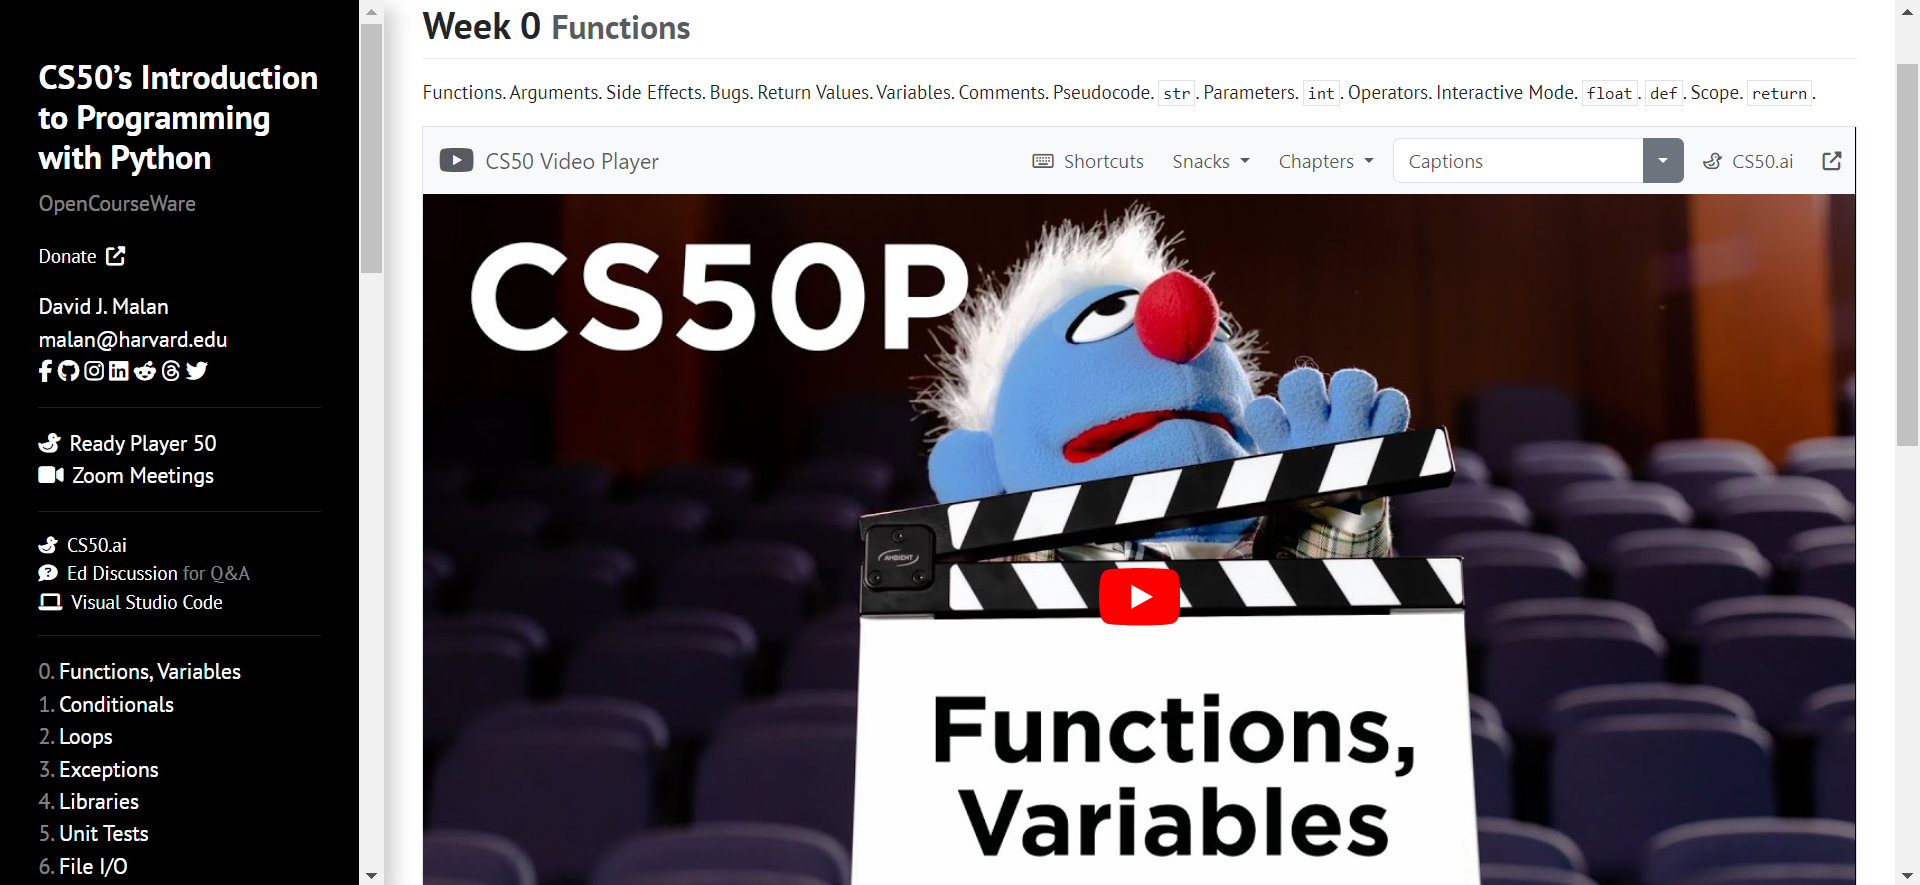 CS50’s Introduction
to Programming
with Python
OpenCourseWare
Donate
David J. Malan
malan@harvard.edu
Ready Player 50
Zoom Meetings
CS50.ai
Ed Discussion for Q&A
Visual Studio Code
0. Functions, Variables
1. Conditionals
2. Loops
3. Exceptions
4. Libraries
5. Unit Tests
6. File I/O
Week 0 Functions
Functions. Arguments. Side Effects. Bugs. Return Values. Variables. Comments. Pseudocode. str. Parameters. int. Operators. Interactive Mode. float. def. Scope. return.
CS50 Video Player Shortcuts Snacks Chapters Captions CS50.ai
CS50P
AMBIENT
Functions,
Variables